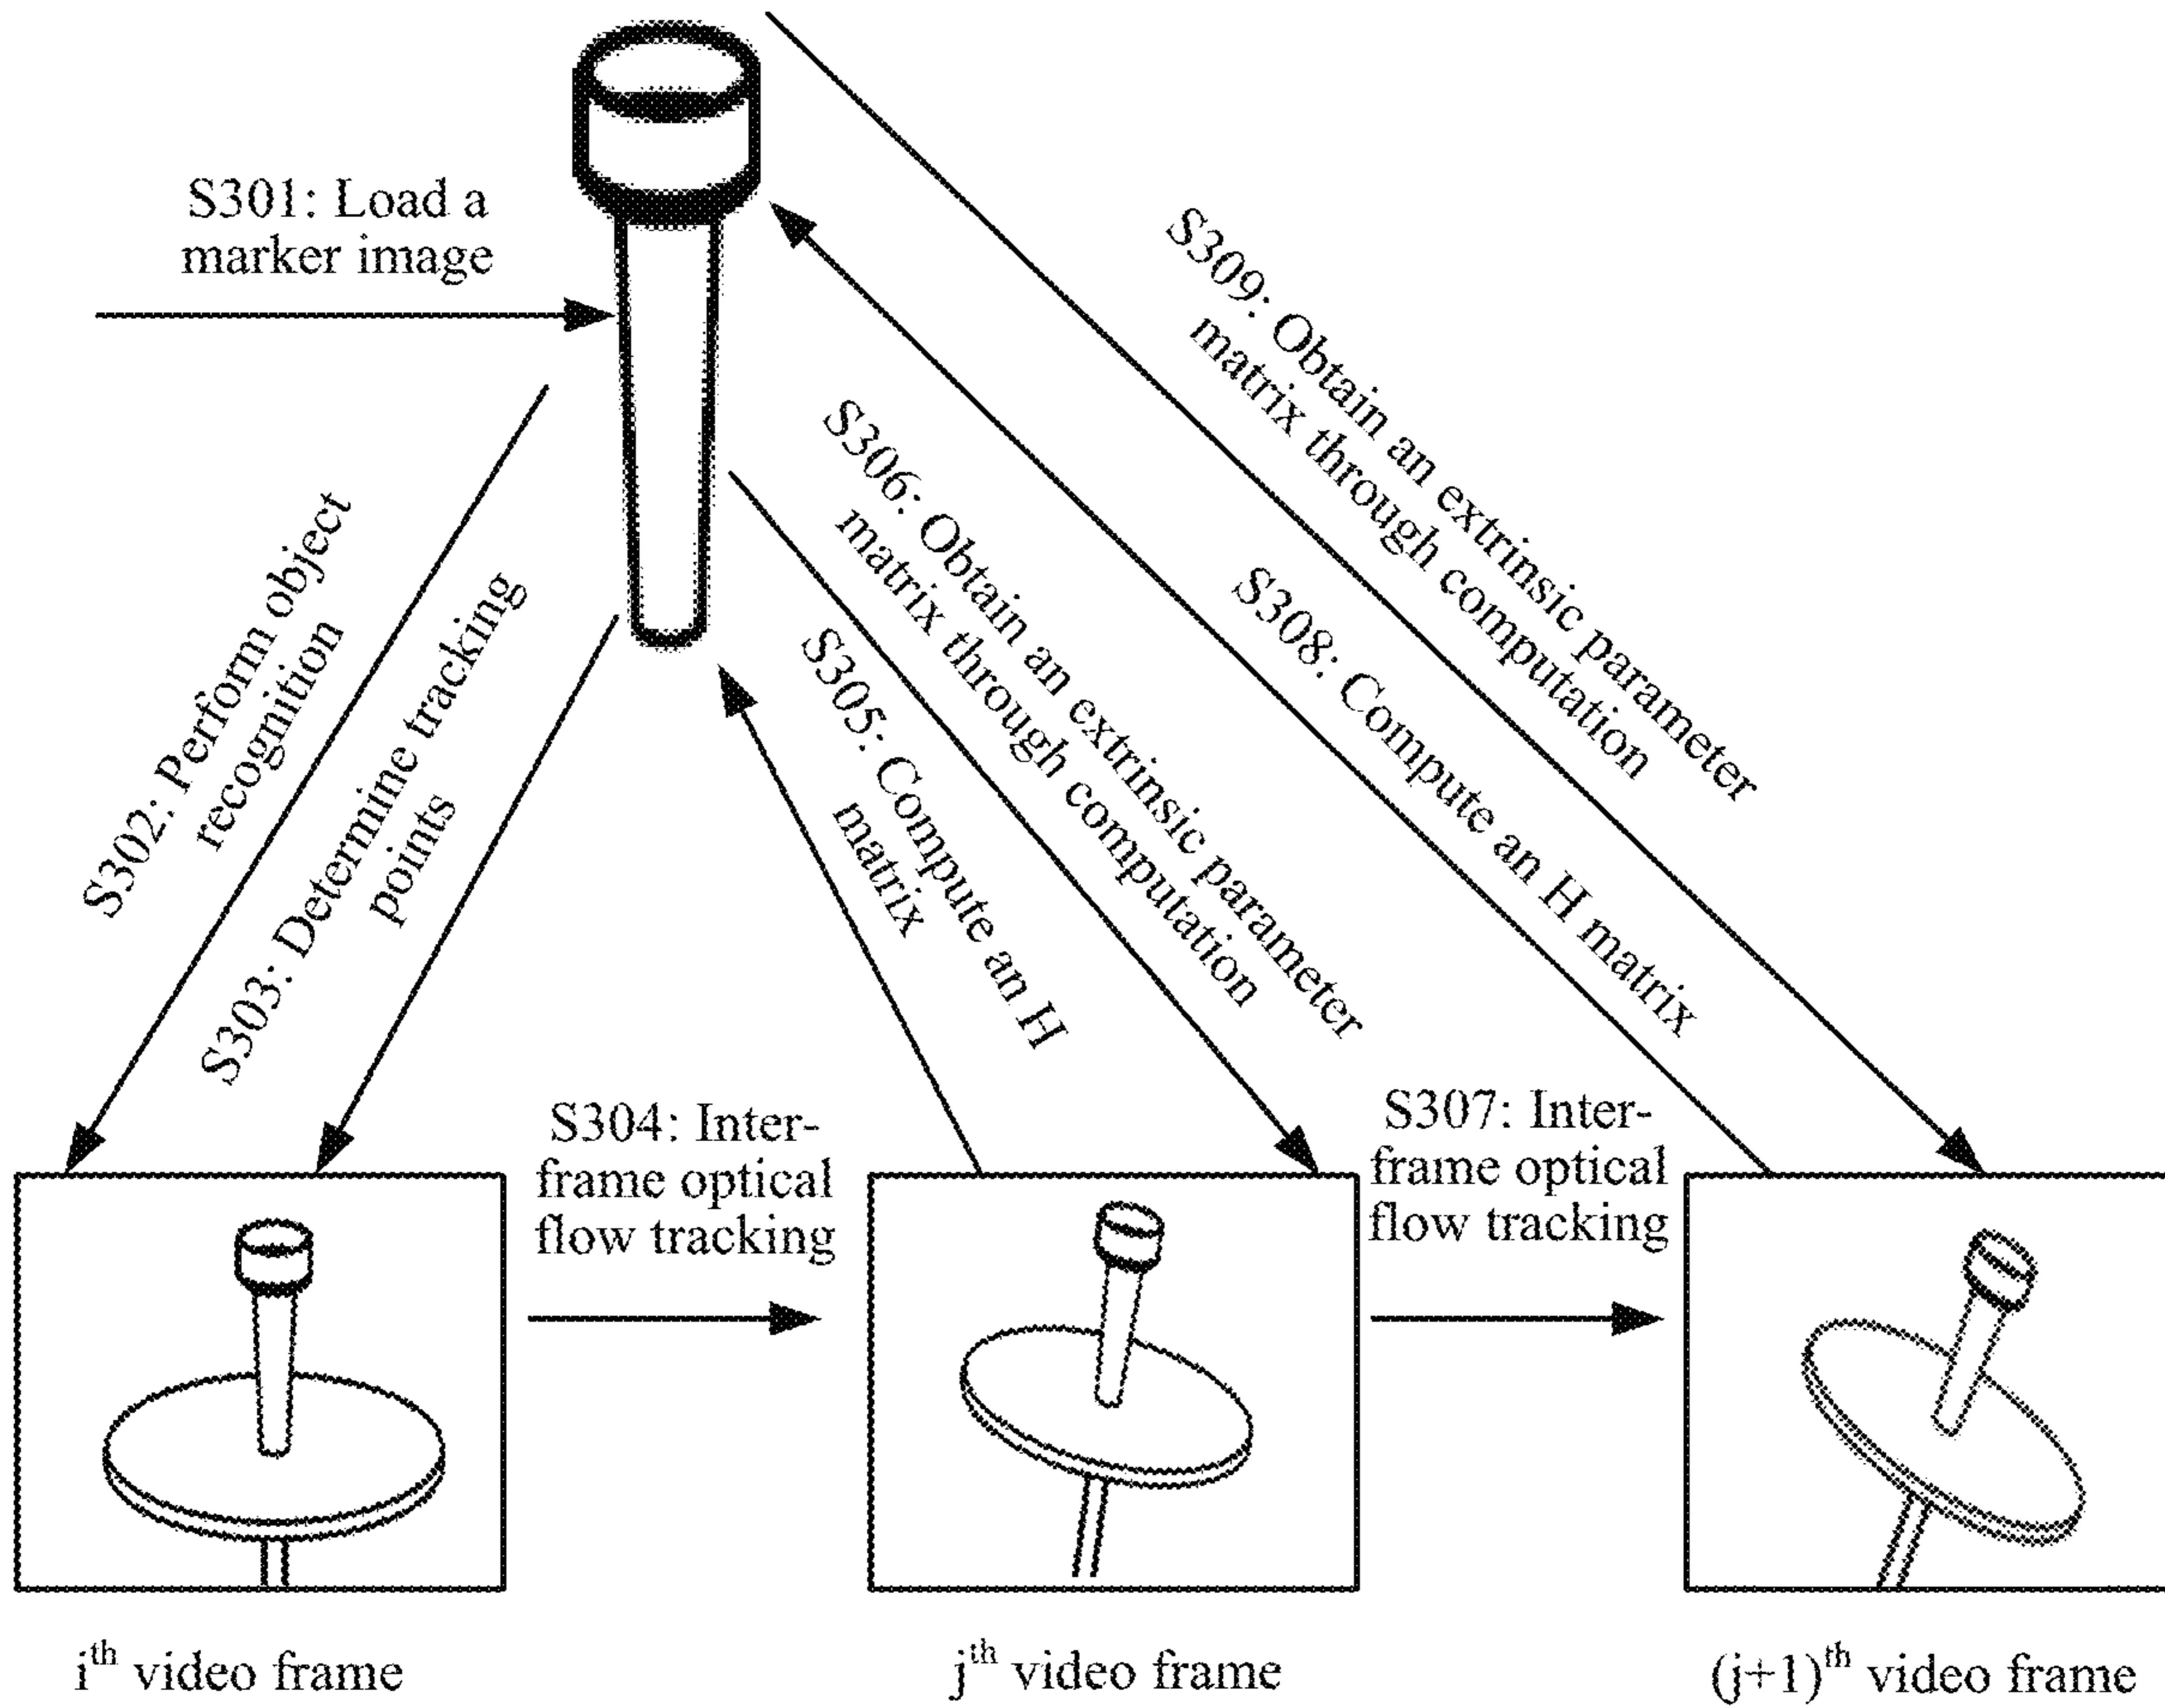 S301: Load a
marker image
S302: Perform object
recognition
S303: Determine tracking
points
S304: Inter-
frame optical
flow tracking
S305: Compute an H
matrix
S306: Obtain an extrinsic parameter
matrix through computation
S307: Inter-
frame optical
flow tracking
S308: Compute an H matrix
S309: Obtain an extrinsic parameter
matrix through computation
i^th video frame
j^th video frame
(j+1)^th video frame